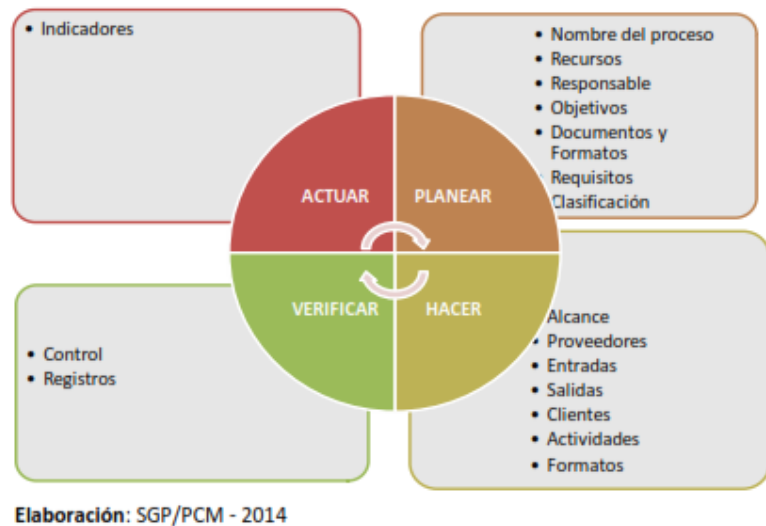 • Indicadores
• Nombre del proceso
• Recursos
• Responsable
• Objetivos
• Documentos y
Formatos
• Requisitos
Clasificación
ACTUAR
PLANEAR
VERIFICAR
HACER
• Control
• Registros
Alcance
• Proveedores
• Entradas
• Salidas
• Clientes
• Actividades
• Formatos
Elaboración: SGP/PCM - 2014